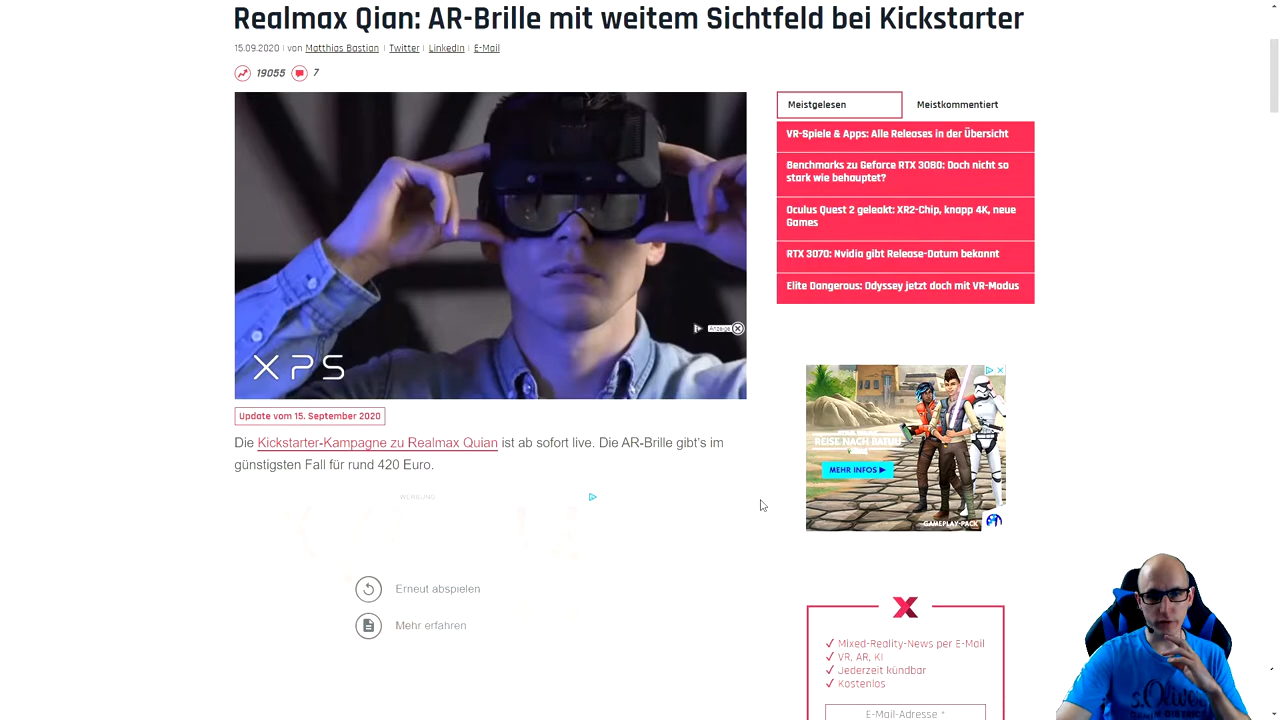 Realmax Qian: AR-Brille mit weitem Sichtfeld bei Kickstarter
15.09.2020 | von Matthias Bastian | Twitter | LinkedIn | E-Mail
19055 7
XPS
Anzeige
Update vom 15. September 2020
Die Kickstarter-Kampagne zu Realmax Quian ist ab sofort live. Die AR-Brille gibt's im
günstigsten Fall für rund 420 Euro.
WERBUNG
Erneut abspielen
Mehr erfahren
Meistgelesen Meistkommentiert
VR-Spiele & Apps: Alle Releases in der Übersicht
Benchmarks zu Geforce RTX 3080: Doch nicht so
stark wie behauptet?
Oculus Quest 2 geleakt: XR2-Chip, knapp 4K, neue
Games
RTX 3070: Nvidia gibt Release-Datum bekannt
Elite Dangerous: Odyssey jetzt doch mit VR-Modus
REISE NACH BATUU
MEHR INFOS
GAMEPLAY-PACK
Mixed-Reality-News per E-Mail
VR, AR, KI
Jederzeit kündbar
Kostenlos
E-Mail-Adresse *
s.Oliver